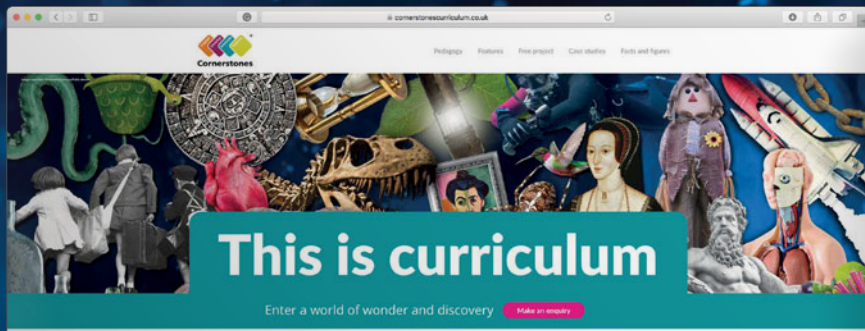 cornerstonescurriculum.co.uk
Cornerstones
Pedagogy Features Free project Case studies Facts and figures
This is curriculum
Enter a world of wonder and discovery Make an enquiry